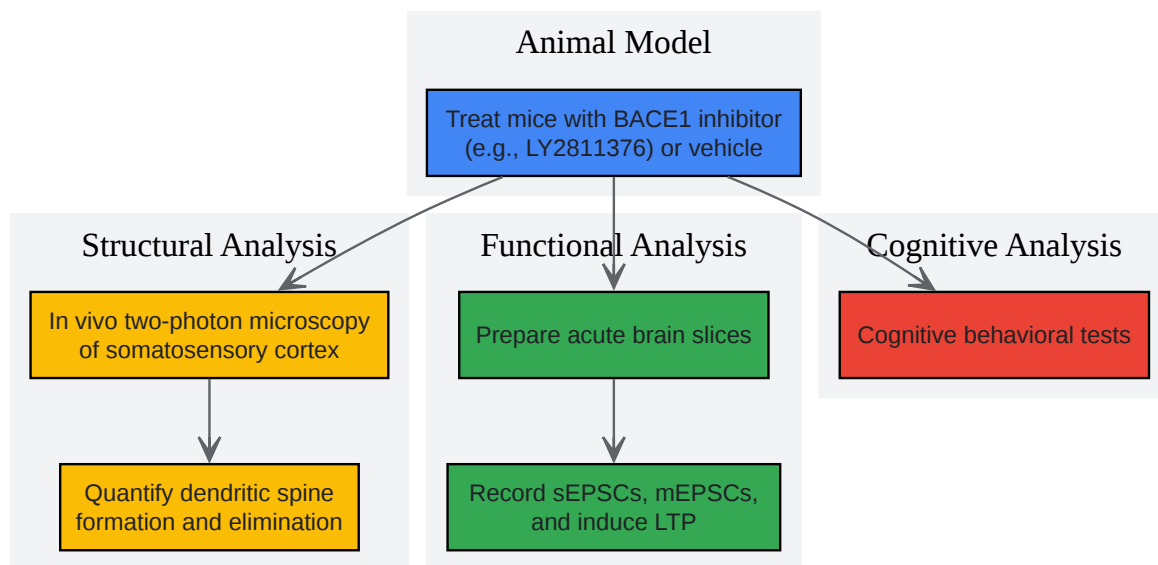 Animal Model
Treat mice with BACE1 inhibitor
(e.g., LY2811376) or vehicle
Structural Analysis
In vivo two-photon microscopy
of somatosensory cortex
Quantify dendritic spine
formation and elimination
Functional Analysis
Prepare acute brain slices
Record sEPSCs, mEPSCs,
and induce LTP
Cognitive Analysis
Cognitive behavioral tests